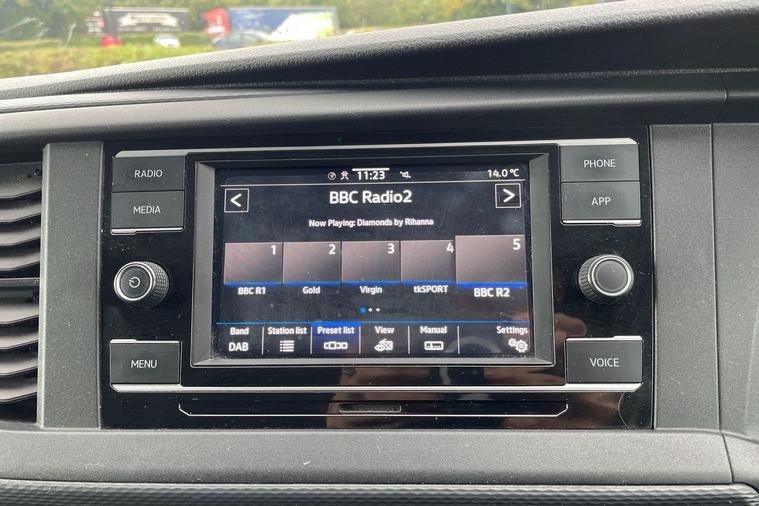 RADIO
MEDIA
MENU
PHONE
APP
VOICE
11:23
14.0 °C
<
BBC Radio2
>
Now Playing: Diamonds by Rihanna
1 2 3 4 5
BBC R1 Gold Virgin tkSPORT BBC R2
Band Station list Preset list View Manual Settings
DAB